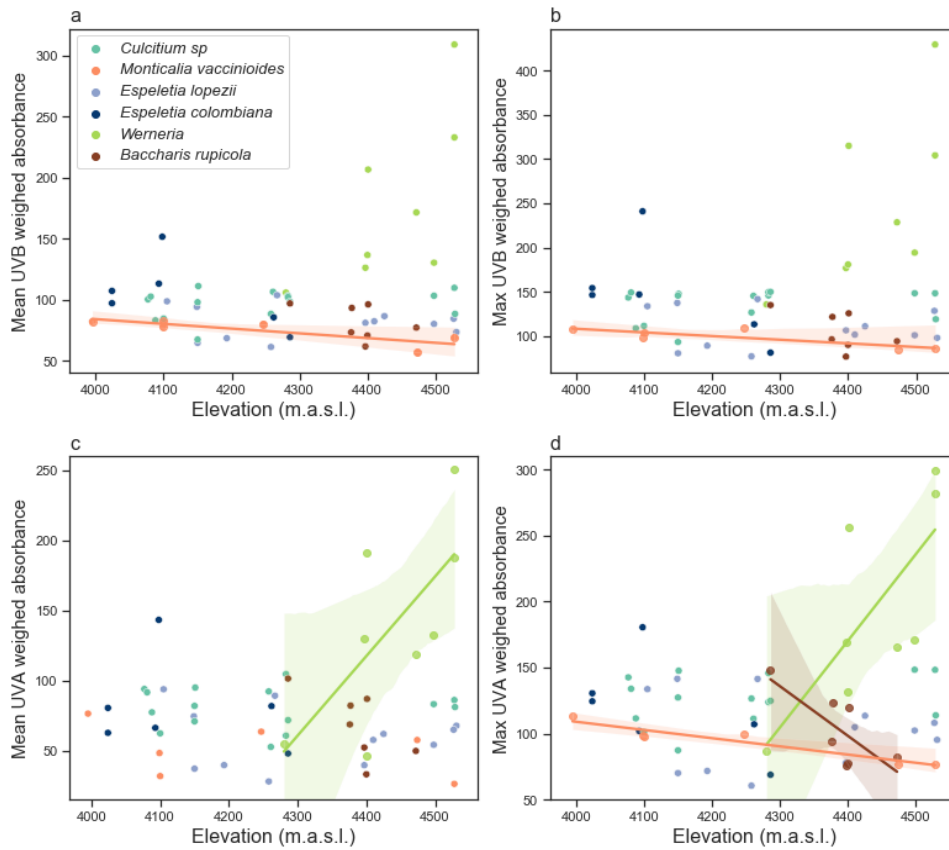 a
b
Mean UVB weighed absorbance
300
250
200
150
100
50
Culcitium sp
Monticalia vaccinioides
Espeletia lopezii
Espeletia colombiana
Werneria
Baccharis rupicola
4000 4100 4200 4300 4400 4500
Elevation (m.a.s.l.)
Max UVB weighed absorbance
400
350
300
250
200
150
100
4000 4100 4200 4300 4400 4500
Elevation (m.a.s.l.)
c
d
Mean UVA weighed absorbance
250
200
150
100
50
4000 4100 4200 4300 4400 4500
Elevation (m.a.s.l.)
Max UVA weighed absorbance
300
250
200
150
100
50
4000 4100 4200 4300 4400 4500
Elevation (m.a.s.l.)